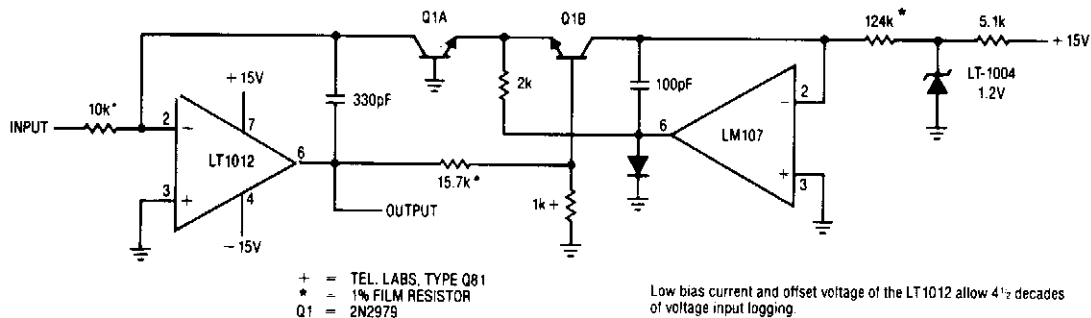 Q1A
Q1B
124k*
5.1k
+15V
+15V
330pF
2k
100pF
LT-1004
1.2V
10k*
INPUT
7
2
−
LT1012
6
3
+
4
−15V
6
2
−
LM107
+
3
15.7k*
OUTPUT
1k+
+ = TEL. LABS, TYPE Q81
* = 1% FILM RESISTOR
Q1 = 2N2979
Low bias current and offset voltage of the LT1012 allow 4 1/2 decades
of voltage input logging.